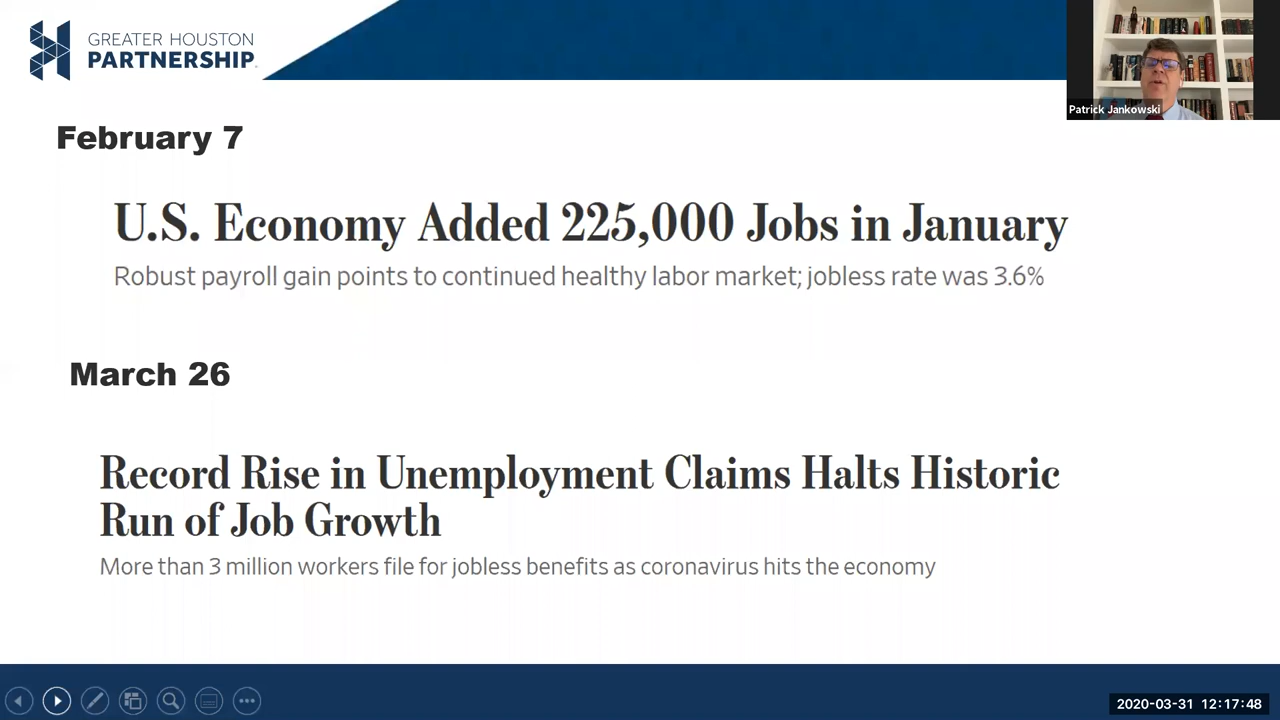 GREATER HOUSTON
PARTNERSHIP
Patrick Jankowski
February 7
U.S. Economy Added 225,000 Jobs in January
Robust payroll gain points to continued healthy labor market; jobless rate was 3.6%
March 26
Record Rise in Unemployment Claims Halts Historic
Run of Job Growth
More than 3 million workers file for jobless benefits as coronavirus hits the economy
2020-03-31 12:17:48